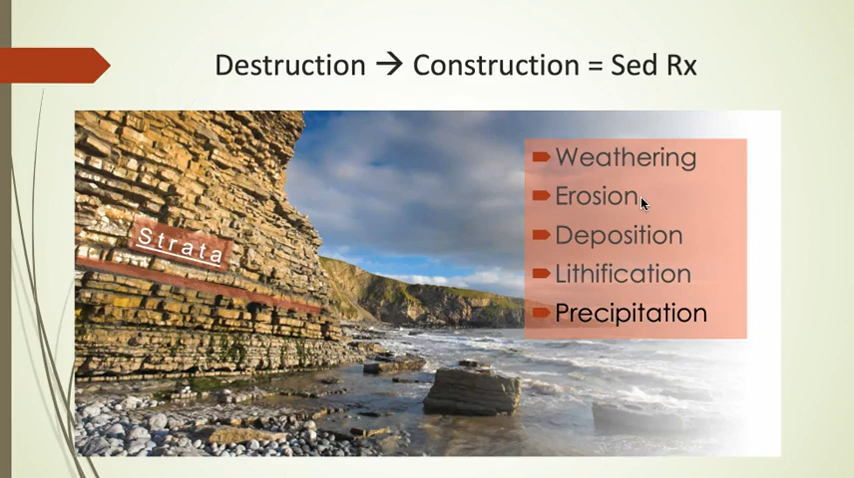 Destruction → Construction = Sed Rx
Strata
Weathering
Erosion
Deposition
Lithification
Precipitation